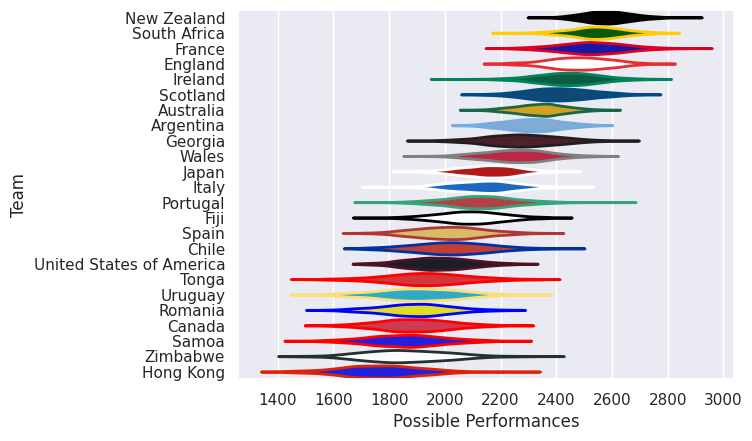 New Zealand
South Africa
France
England
Ireland
Scotland
Australia
Argentina
Georgia
Wales
Japan
Italy
Portugal
Fiji
Spain
Chile
United States of America
Tonga
Uruguay
Romania
Canada
Samoa
Zimbabwe
Hong Kong
Team
1400 1600 1800 2000 2200 2400 2600 2800 3000
Possible Performances